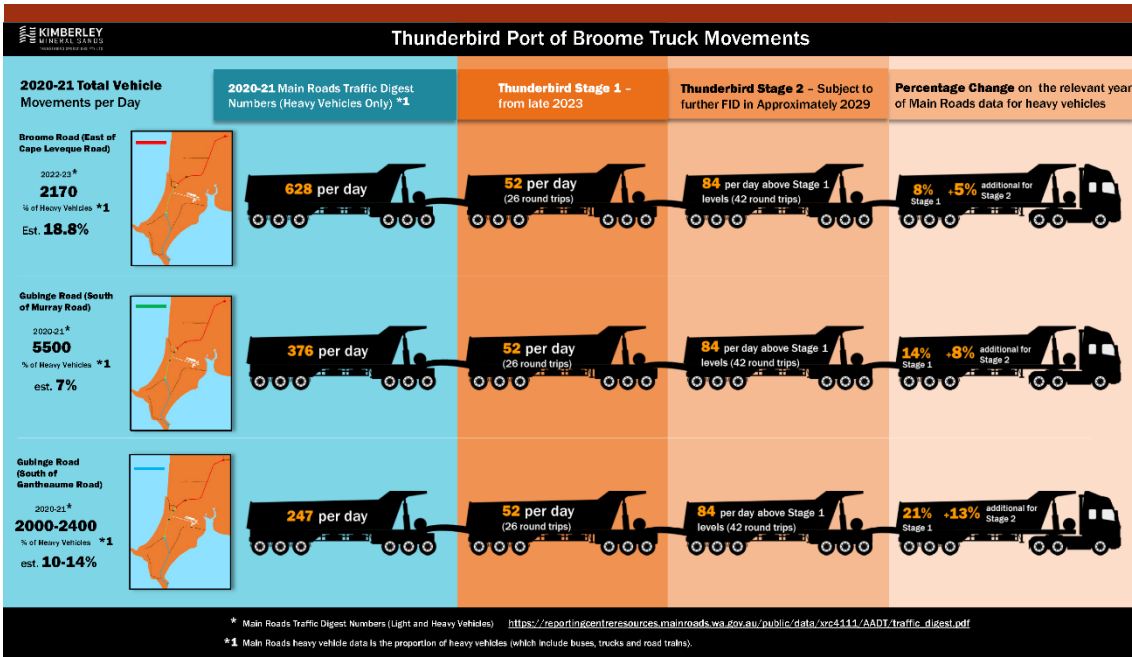 KIMBERLEY
MINERAL SANDS
Thunderbird Port of Broome Truck Movements
2020-21 Total Vehicle
Movements per Day
2020-21 Main Roads Traffic Digest
Numbers (Heavy Vehicles Only) *1
Thunderbird Stage 1 –
from late 2023
Thunderbird Stage 2 – Subject to
further FID in Approximately 2029
Percentage Change on the relevant year
of Main Roads data for heavy vehicles
Broome Road (East of
Cape Leveque Road)
2022-23*
2170
% of Heavy Vehicles *1
Est. 18.8%
628 per day
52 per day
(26 round trips)
84 per day above Stage 1
levels (42 round trips)
8%
Stage 1
+5%
additional for
Stage 2
Gubinge Road (South
of Murray Road)
2020-21*
5500
% of Heavy Vehicles *1
est. 7%
376 per day
52 per day
(26 round trips)
84 per day above Stage 1
levels (42 round trips)
14%
Stage 1
+8%
additional for
Stage 2
Gubinge Road
(South of
Gantheaume Road)
2020-21*
2000-2400
% of Heavy Vehicles *1
est. 10-14%
247 per day
52 per day
(26 round trips)
84 per day above Stage 1
levels (42 round trips)
21%
Stage 1
+13%
additional for
Stage 2
* Main Roads Traffic Digest Numbers (Light and Heavy Vehicles) https://reportingcentreresources.mainroads.wa.gov.au/public/data/xrc4111/AADT/traffic_digest.pdf
*1 Main Roads heavy vehicle data is the proportion of heavy vehicles (which include buses, trucks and road trains).